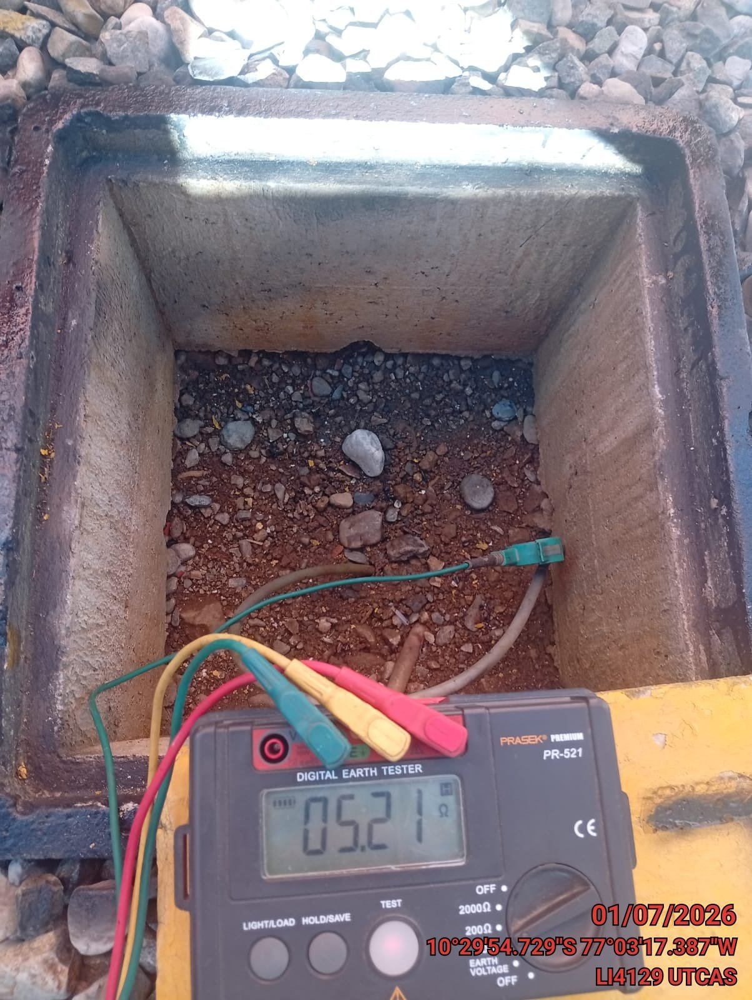 PRASEK® PREMIUM
PR-521
DIGITAL EARTH TESTER
H
05.21 Ω
CE
OFF
2000Ω
200Ω
EARTH VOLTAGE
OFF
TEST
LIGHT/LOAD HOLD/SAVE
01/07/2026
10°29'54.729"S 77°03'17.387"W
LI4129 UTCAS